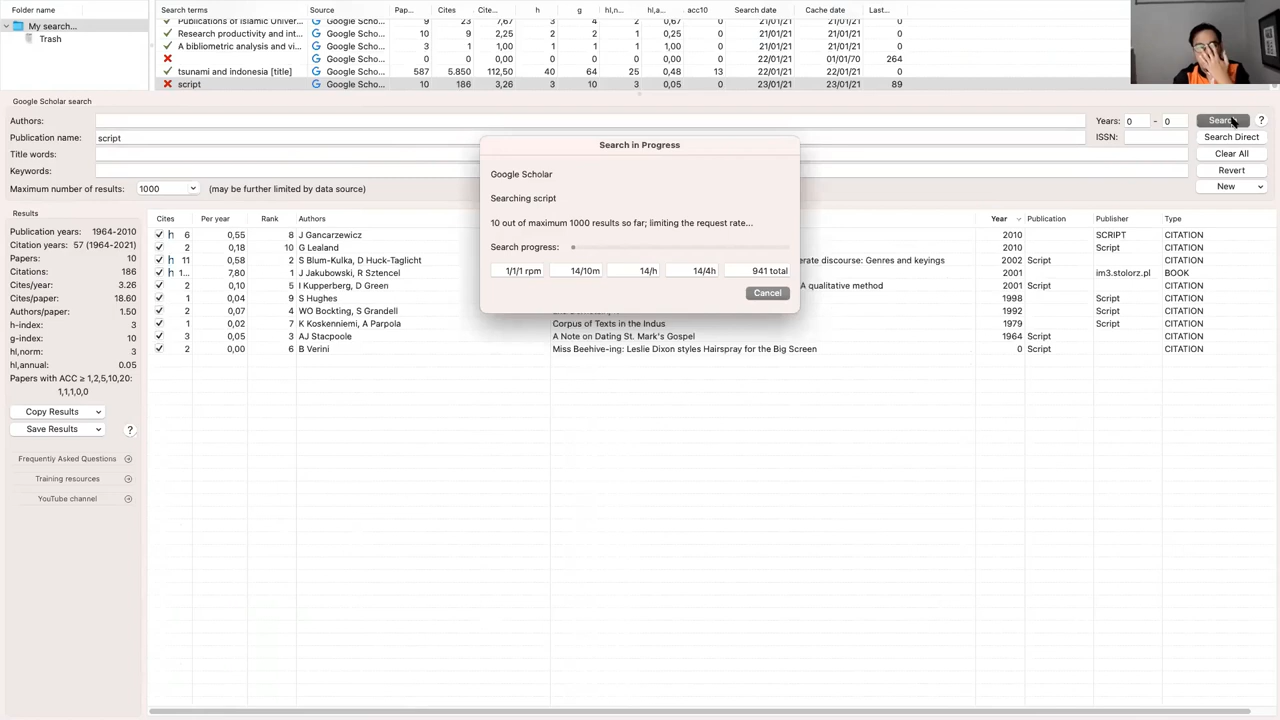 Folder name
My search...
Trash
Search terms Source Pap... Cites Cite... h g hl,n... hl,a... acc10 Search date Cache date Last...
Publications of Islamic Univer... Google Scho... 9 23 7,67 3 4 2 0,67 0 21/01/21 21/01/21 0
Research productivity and int... Google Scho... 10 9 2,25 2 2 1 0,25 0 21/01/21 21/01/21 0
A bibliometric analysis and vi... Google Scho... 3 1 1,00 1 1 1 1,00 0 21/01/21 21/01/21 0
Google Scho... 0 0 0,00 0 0 0 0,00 0 22/01/21 01/01/70 264
tsunami and indonesia [title] Google Scho... 587 5.850 112,50 40 64 25 0,48 13 22/01/21 22/01/21 0
script Google Scho... 10 186 3,26 3 10 3 0,05 0 23/01/21 23/01/21 89
Google Scholar search
Authors: Years: 0 - 0 Search ?
Publication name: script ISSN: Search Direct
Title words: Clear All
Keywords: Revert
Maximum number of results: 1000 (may be further limited by data source) New
Search in Progress
Google Scholar
Searching script
10 out of maximum 1000 results so far; limiting the request rate...
Search progress:
1/1/1 rpm 14/10m 14/h 14/4h 941 total
Cancel
Results
Publication years: 1964-2010
Citation years: 57 (1964-2021)
Papers: 10
Citations: 186
Cites/year: 3.26
Cites/paper: 18.60
Authors/paper: 1.50
h-index: 3
g-index: 10
hI,norm: 3
hI,annual: 0.05
Papers with ACC ≥ 1,2,5,10,20:
1,1,1,0,0
Copy Results
Save Results ?
Frequently Asked Questions
Training resources
YouTube channel
Cites Per year Rank Authors Year Publication Publisher Type
h 6 0,55 8 J Gancarzewicz 2010 SCRIPT CITATION
2 0,18 10 G Lealand 2010 Script CITATION
h 11 0,58 2 S Blum-Kulka, D Huck-Taglicht erate discourse: Genres and keyings 2002 Script CITATION
h 1... 7,80 1 J Jakubowski, R Sztencel 2001 im3.stolorz.pl BOOK
2 0,10 5 I Kupperberg, D Green A qualitative method 2001 Script CITATION
1 0,04 9 S Hughes 1998 Script CITATION
2 0,07 4 WO Bockting, S Grandell 1992 Script CITATION
1 0,02 7 K Koskenniemi, A Parpola Corpus of Texts in the Indus 1979 Script CITATION
3 0,05 3 AJ Stacpoole A Note on Dating St. Mark's Gospel 1964 Script CITATION
2 0,00 6 B Verini Miss Beehive-ing: Leslie Dixon styles Hairspray for the Big Screen 0 Script CITATION